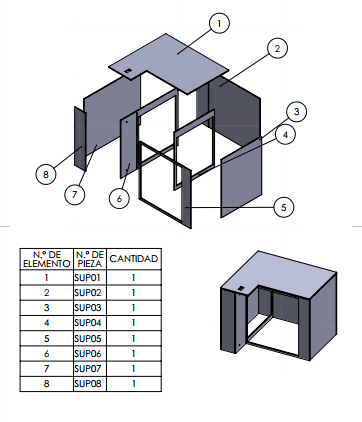 1
2
3
4
8
7
6
5
N.º DE ELEMENTO N.º DE PIEZA CANTIDAD
1 SUP01 1
2 SUP02 1
3 SUP03 1
4 SUP04 1
5 SUP05 1
6 SUP06 1
7 SUP07 1
8 SUP08 1